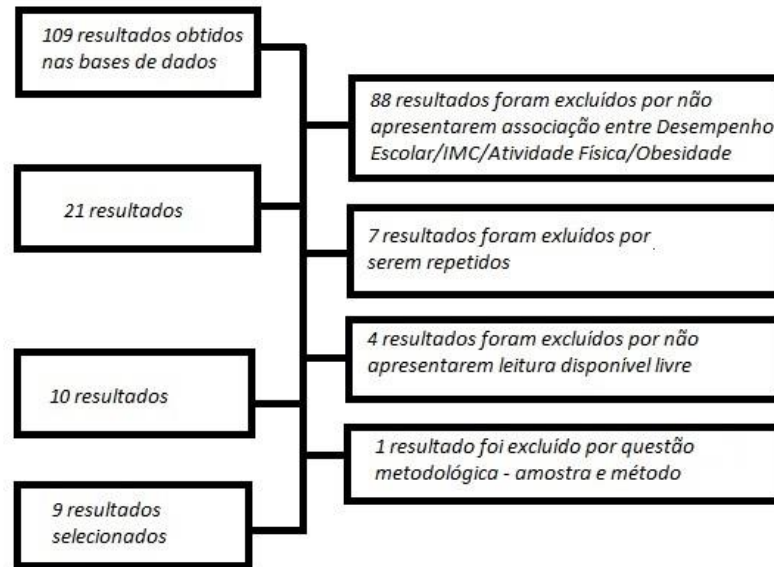 109 resultados obtidos
nas bases de dados
88 resultados foram excluídos por não
apresentarem associação entre Desempenho
Escolar/IMC/Atividade Física/Obesidade
21 resultados
7 resultados foram exluídos por
serem repetidos
4 resultados foram excluídos por não
apresentarem leitura disponível livre
10 resultados
1 resultado foi excluído por questão
metodológica - amostra e método
9 resultados
selecionados